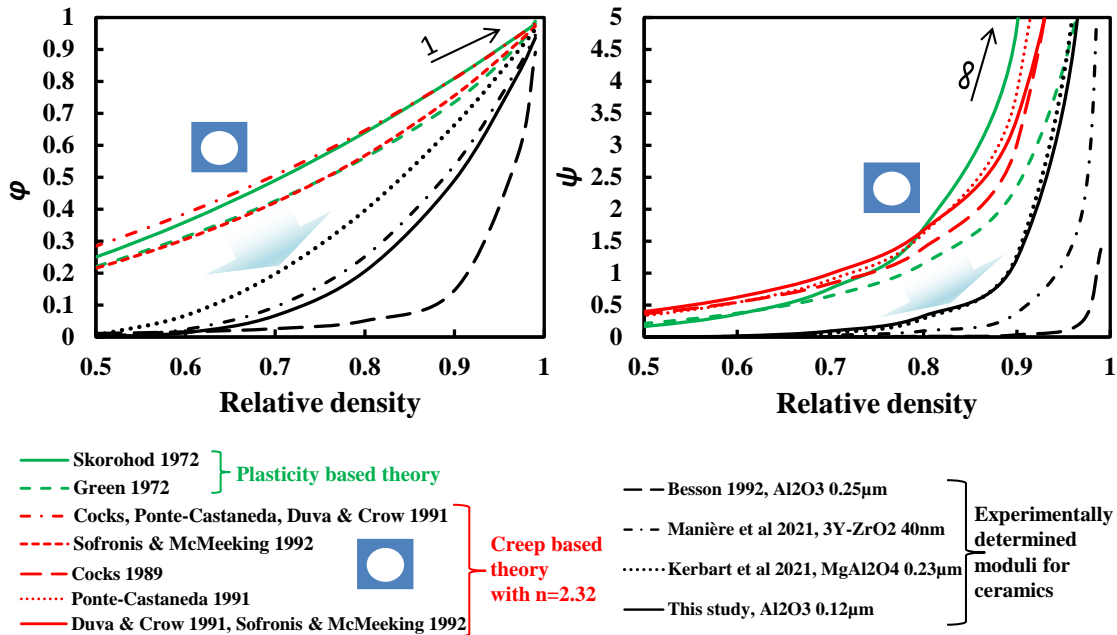 1
0.9
0.8
0.7
0.6
0.5
0.4
0.3
0.2
0.1
0
φ
1
0.5 0.6 0.7 0.8 0.9 1
Relative density
5
4.5
4
3.5
3
2.5
2
1.5
1
0.5
0
ψ
∞
0.5 0.6 0.7 0.8 0.9 1
Relative density
Skorohod 1972
Green 1972
Plasticity based theory
Cocks, Ponte-Castaneda, Duva & Crow 1991
Sofronis & McMeeking 1992
Cocks 1989
Ponte-Castaneda 1991
Duva & Crow 1991, Sofronis & McMeeking 1992
Creep based
theory
with n=2.32
Besson 1992, Al2O3 0.25µm
Manière et al 2021, 3Y-ZrO2 40nm
Kerbart et al 2021, MgAl2O4 0.23µm
This study, Al2O3 0.12µm
Experimentally
determined
moduli for
ceramics